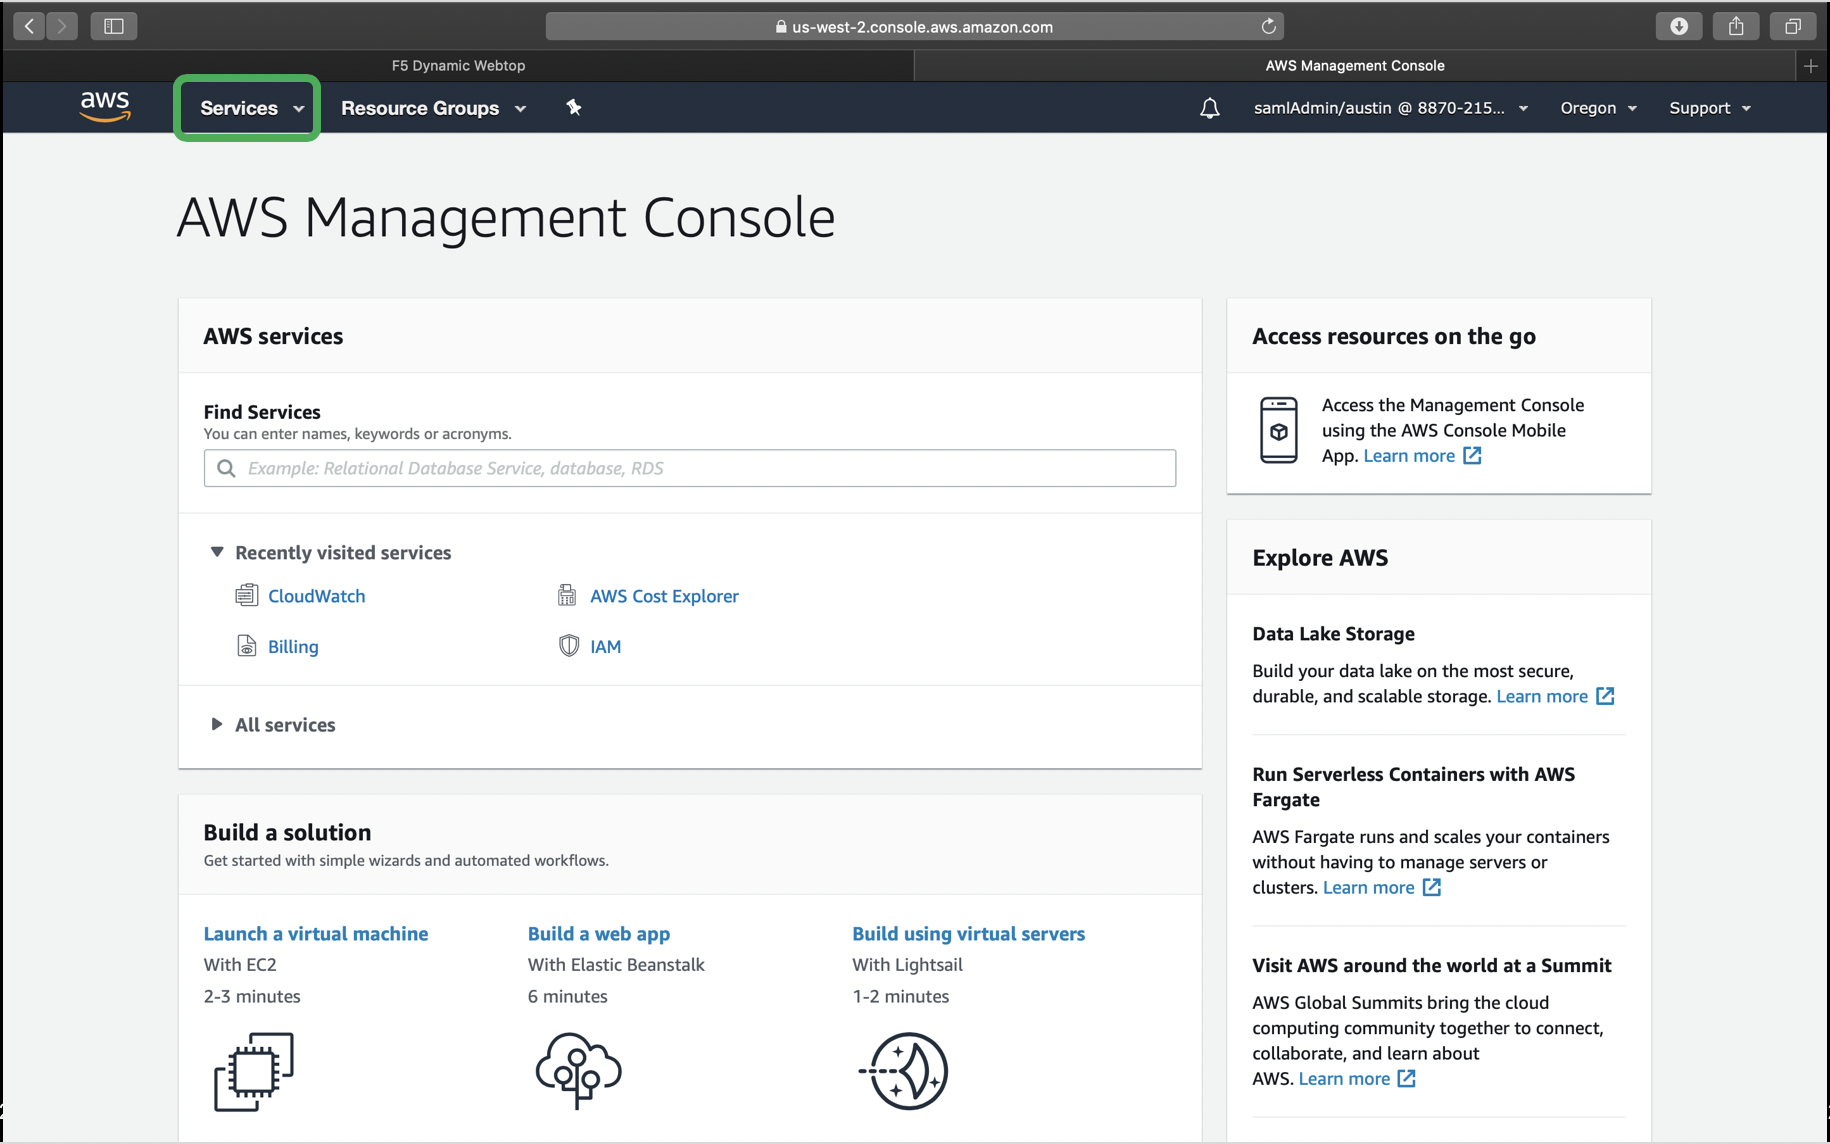 us-west-2.console.aws.amazon.com
F5 Dynamic Webtop
AWS Management Console
aws
Services
Resource Groups
samlAdmin/austin @ 8870-215...
Oregon
Support
AWS Management Console
AWS services
Find Services
You can enter names, keywords or acronyms.
Example: Relational Database Service, database, RDS
Recently visited services
CloudWatch
AWS Cost Explorer
Billing
IAM
All services
Build a solution
Get started with simple wizards and automated workflows.
Launch a virtual machine
With EC2
2-3 minutes
Build a web app
With Elastic Beanstalk
6 minutes
Build using virtual servers
With Lightsail
1-2 minutes
Access resources on the go
Access the Management Console
using the AWS Console Mobile
App. Learn more
Explore AWS
Data Lake Storage
Build your data lake on the most secure,
durable, and scalable storage. Learn more
Run Serverless Containers with AWS
Fargate
AWS Fargate runs and scales your containers
without having to manage servers or
clusters. Learn more
Visit AWS around the world at a Summit
AWS Global Summits bring the cloud
computing community together to connect,
collaborate, and learn about
AWS. Learn more